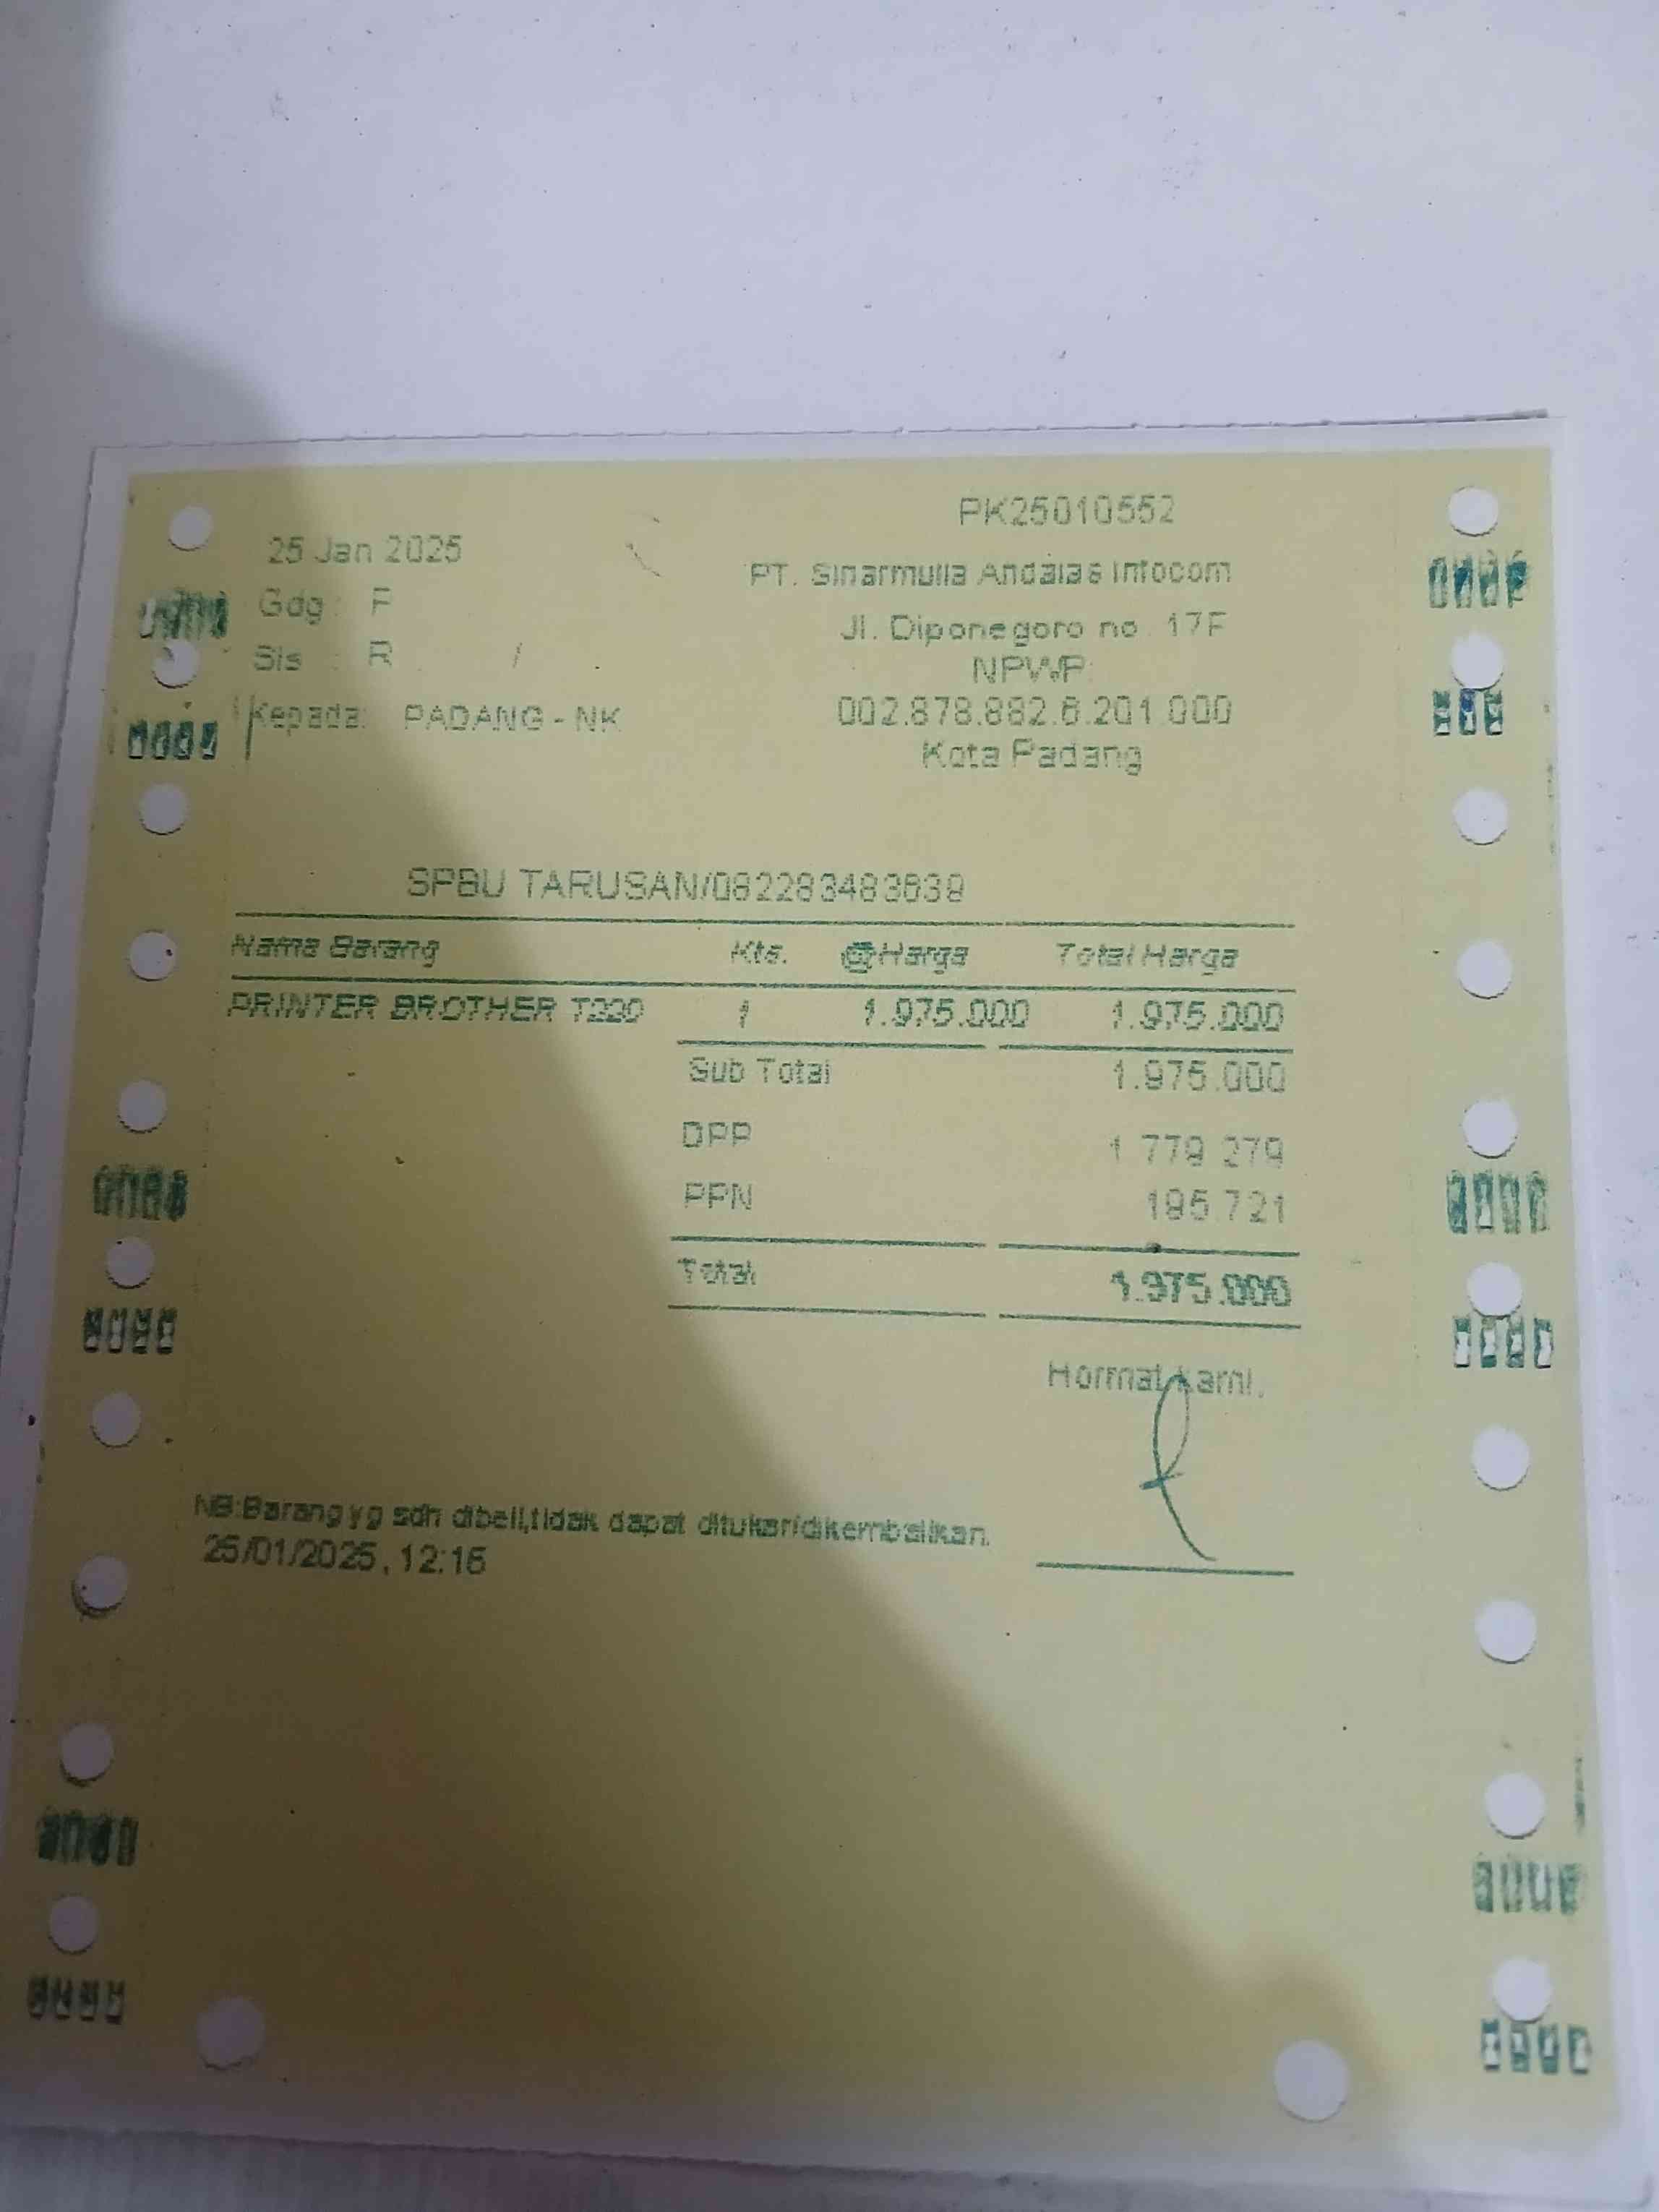 PK25010552
25 Jan 2025
PT. Sinarmulia Andalas Infocom
Gdg : F
Jl. Diponegoro no. 17F
Sls : R /
NPWP:
Kepada: PADANG - NK
002.878.882.6.201.000
Kota Padang
SPBU TARUSAN/082283483839
Nama Barang Kts. @Harga Total Harga
PRINTER BROTHER T220 1 1.975.000 1.975.000
Sub Total 1.975.000
DPP 1.779.279
PPN 195.721
Total 1.975.000
Hormat Kami,
NB:Barang yg sdh dibeli,tidak dapat ditukar/dikembalikan.
25/01/2025, 12:16